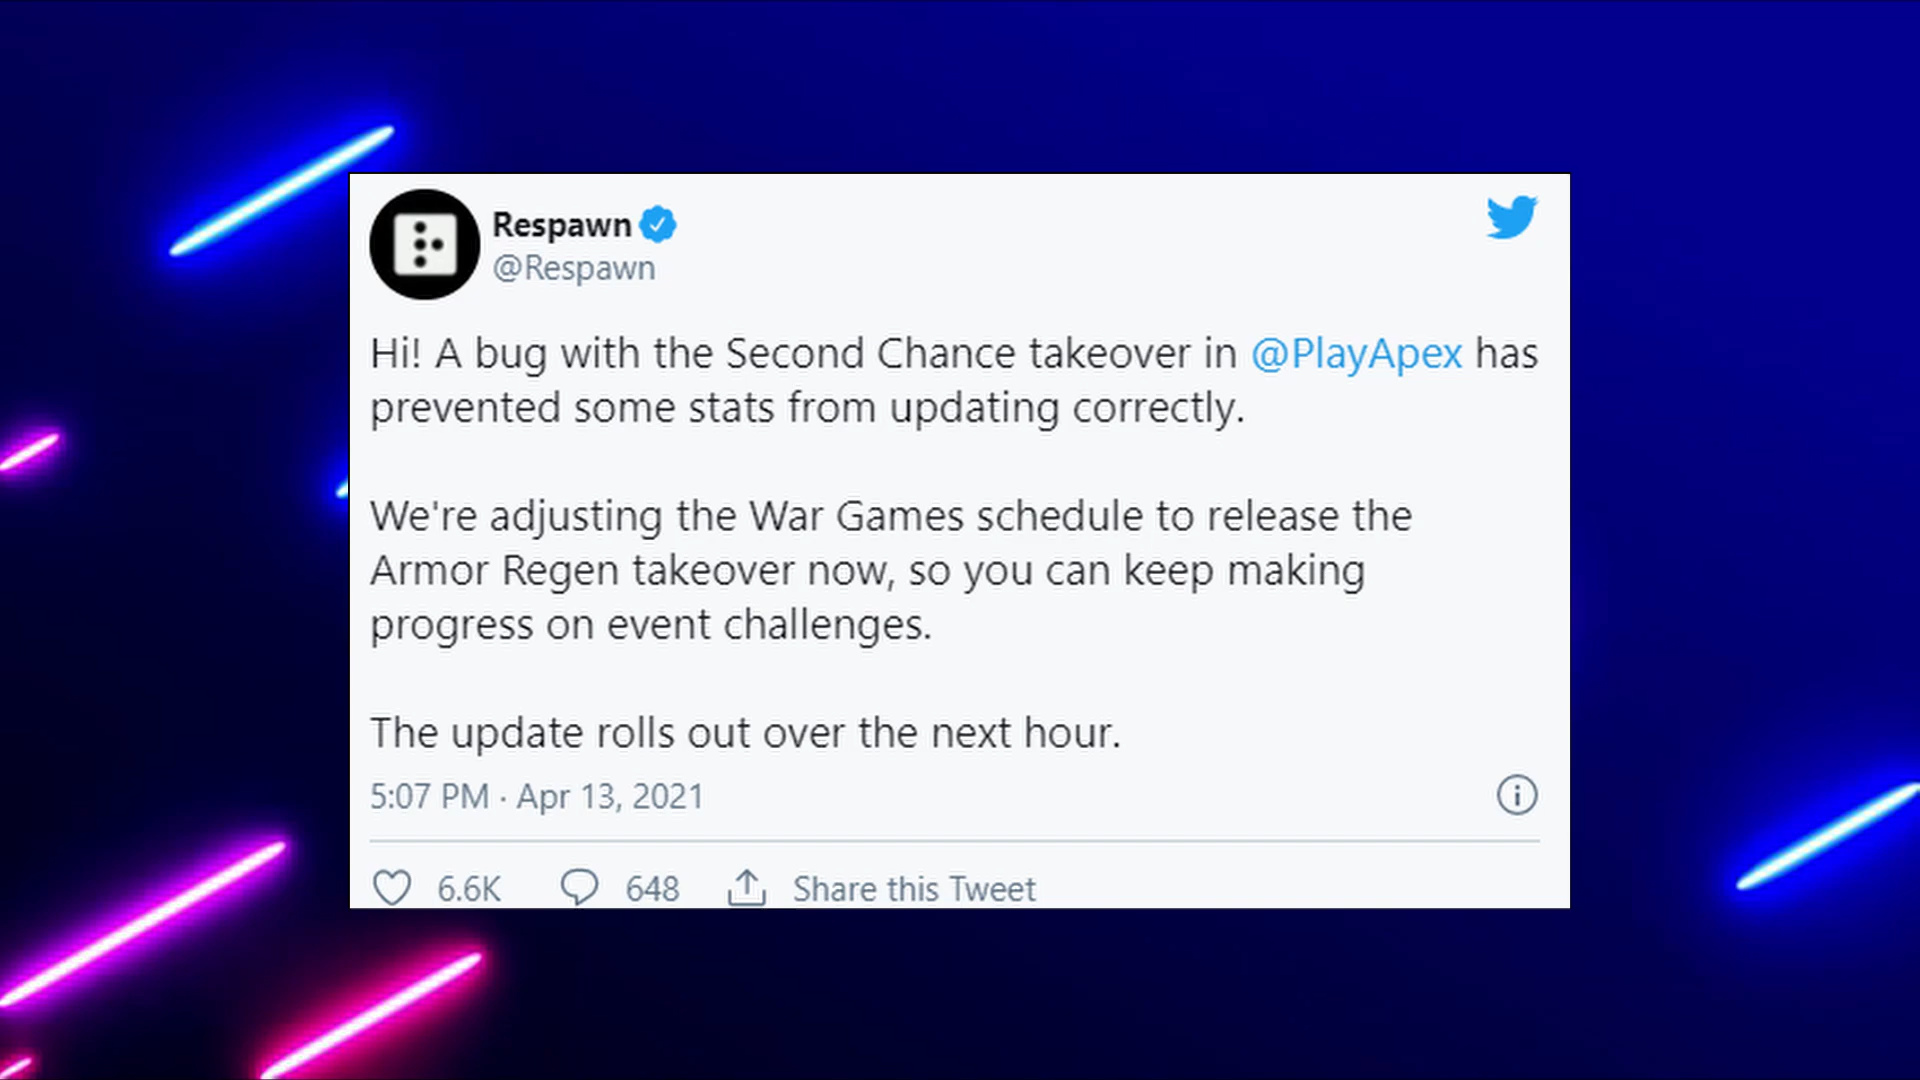 Respawn
@Respawn
Hi! A bug with the Second Chance takeover in @PlayApex has
prevented some stats from updating correctly.
We're adjusting the War Games schedule to release the
Armor Regen takeover now, so you can keep making
progress on event challenges.
The update rolls out over the next hour.
5:07 PM · Apr 13, 2021
6.6K 648 Share this Tweet